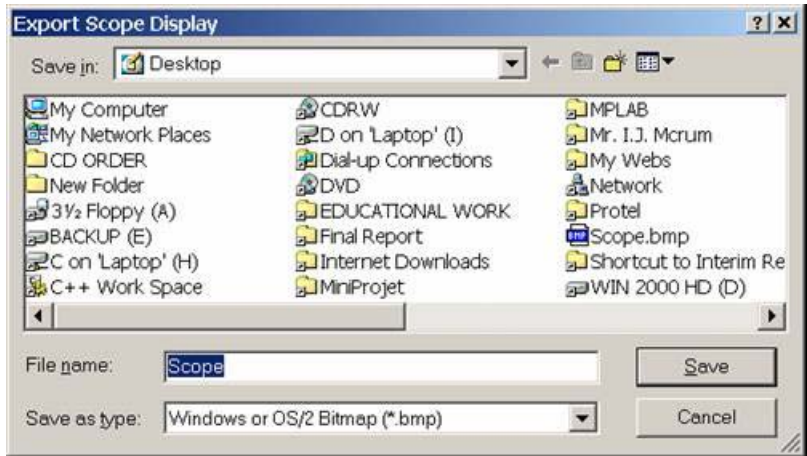 Export Scope Display
Save in: Desktop
My Computer
My Network Places
CD ORDER
New Folder
3½ Floppy (A)
BACKUP (E)
C on 'Laptop' (H)
C++ Work Space
CDRW
D on 'Laptop' (I)
Dial-up Connections
DVD
EDUCATIONAL WORK
Final Report
Internet Downloads
MiniProjet
MPLAB
Mr. I.J. Mcrum
My Webs
Network
Protel
Scope.bmp
Shortcut to Interim Re
WIN 2000 HD (D)
File name: Scope
Save
Save as type: Windows or OS/2 Bitmap (*.bmp)
Cancel